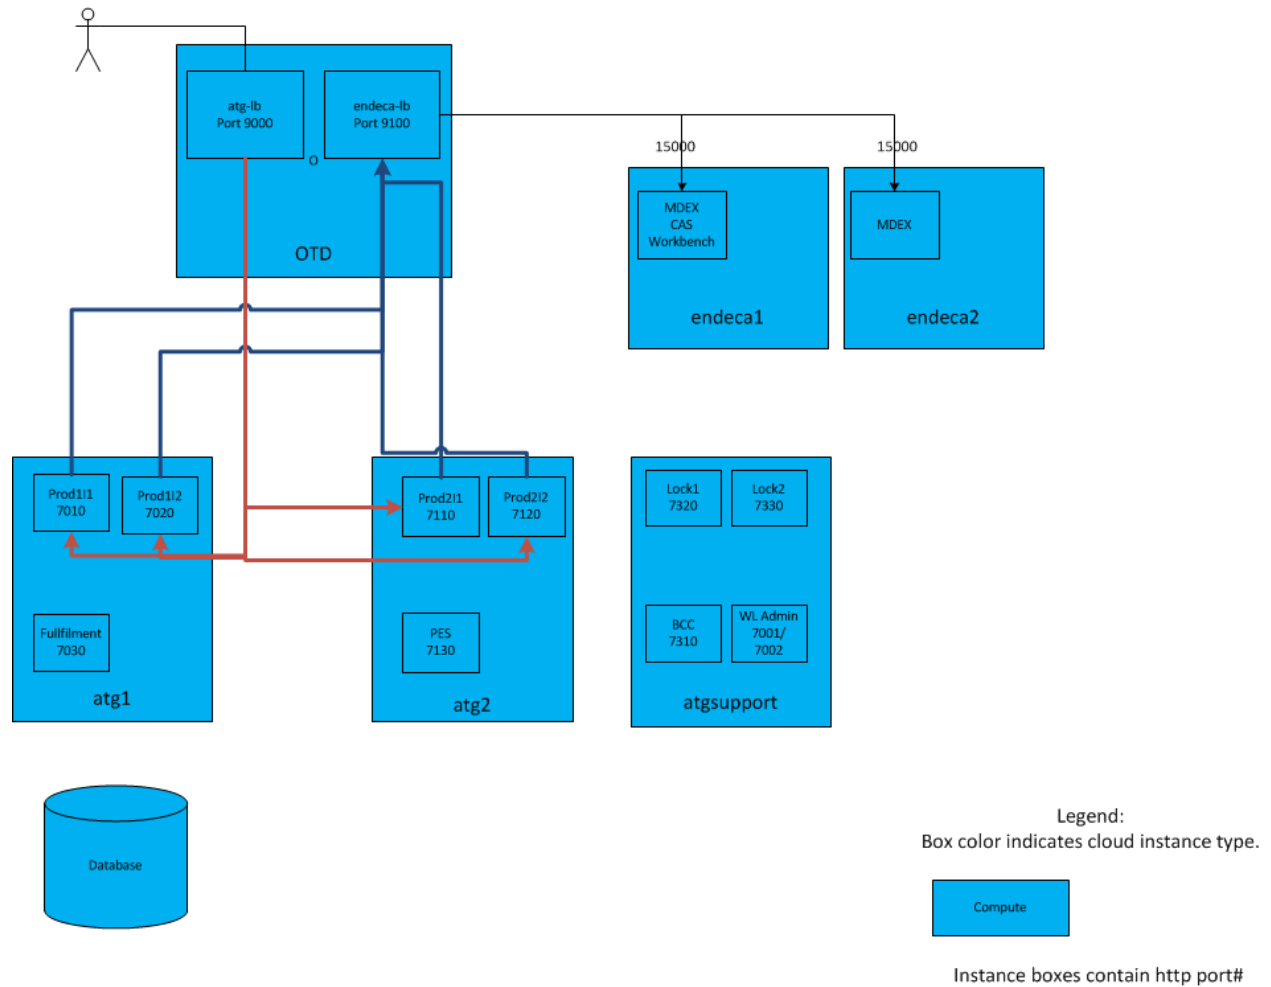 atg-lb
Port 9000
endeca-lb
Port 9100
O
OTD
15000
15000
MDEX
CAS
Workbench
endeca1
MDEX
endeca2
Prod1I1
7010
Prod1I2
7020
Fullfilment
7030
atg1
Prod2I1
7110
Prod2I2
7120
PES
7130
atg2
Lock1
7320
Lock2
7330
BCC
7310
WL Admin
7001/
7002
atgsupport
Database
Legend:
Box color indicates cloud instance type.
Compute
Instance boxes contain http port#